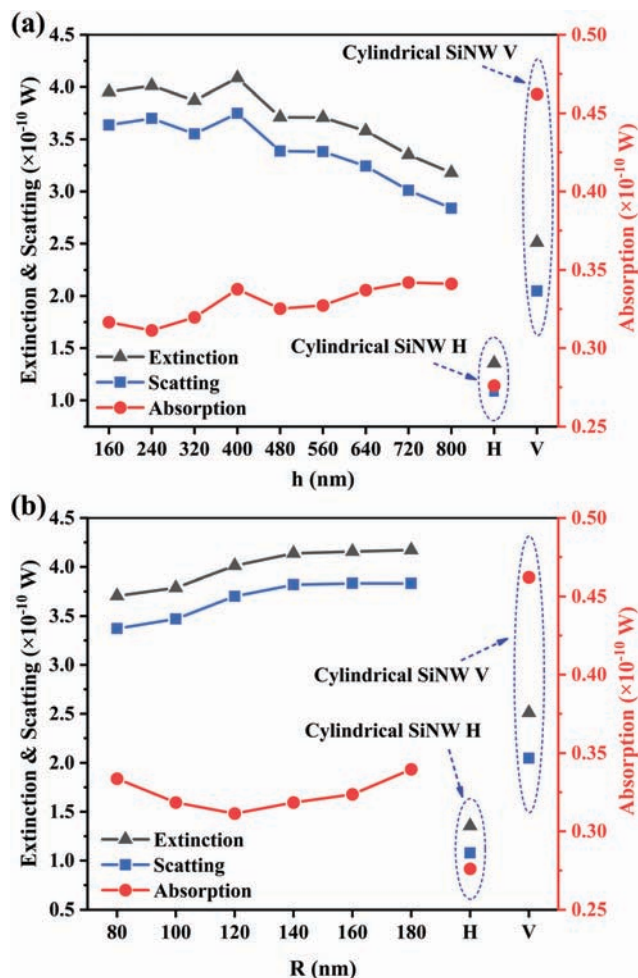 (a)
4.5
4.0
3.5
3.0
2.5
2.0
1.5
1.0
Extinction & Scatting (×10⁻¹⁰ W)
0.50
0.45
0.40
0.35
0.30
0.25
Absorption (×10⁻¹⁰ W)
Cylindrical SiNW V
Cylindrical SiNW H
Extinction
Scatting
Absorption
160 240 320 400 480 560 640 720 800 H V
h (nm)
(b)
4.5
4.0
3.5
3.0
2.5
2.0
1.5
1.0
0.5
Extinction & Scatting (×10⁻¹⁰ W)
0.50
0.45
0.40
0.35
0.30
0.25
Absorption (×10⁻¹⁰ W)
Cylindrical SiNW V
Cylindrical SiNW H
Extinction
Scatting
Absorption
80 100 120 140 160 180 H V
R (nm)